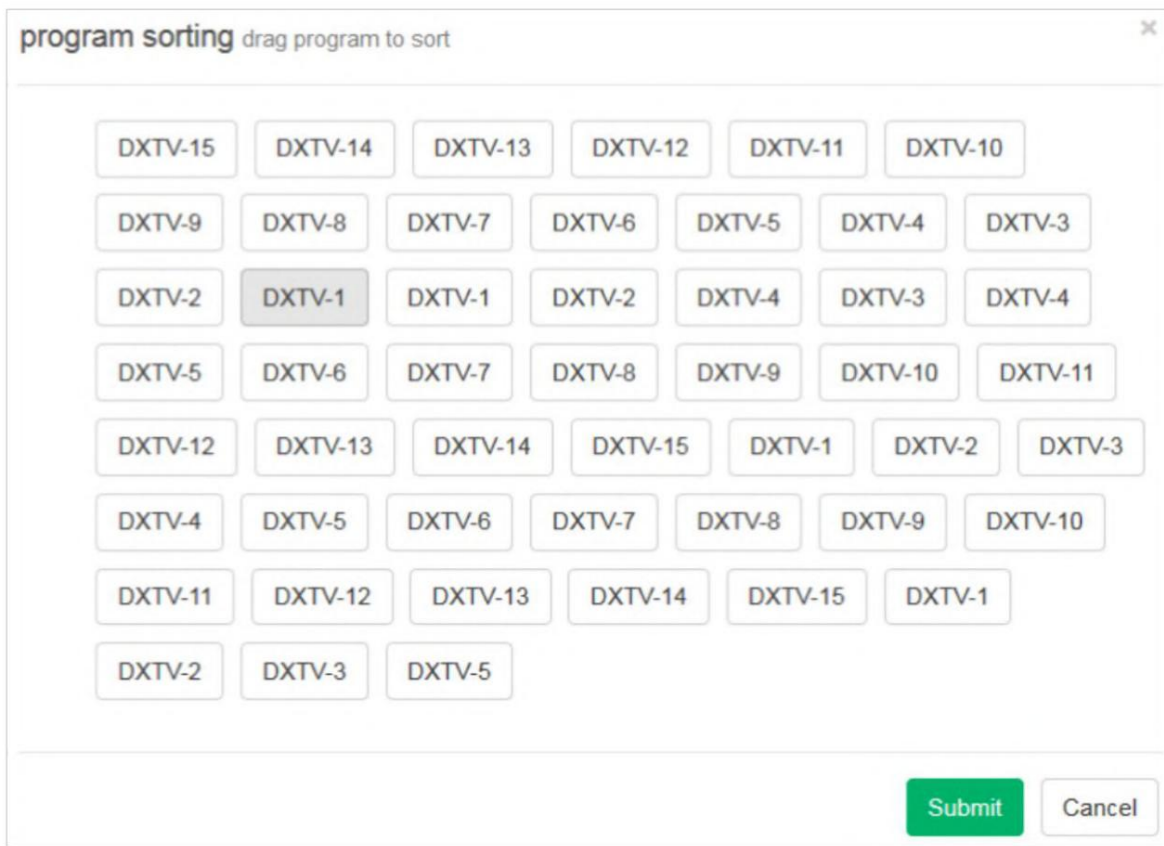 program sorting drag program to sort ×
DXTV-15 DXTV-14 DXTV-13 DXTV-12 DXTV-11 DXTV-10
DXTV-9 DXTV-8 DXTV-7 DXTV-6 DXTV-5 DXTV-4 DXTV-3
DXTV-2 DXTV-1 DXTV-1 DXTV-2 DXTV-4 DXTV-3 DXTV-4
DXTV-5 DXTV-6 DXTV-7 DXTV-8 DXTV-9 DXTV-10 DXTV-11
DXTV-12 DXTV-13 DXTV-14 DXTV-15 DXTV-1 DXTV-2 DXTV-3
DXTV-4 DXTV-5 DXTV-6 DXTV-7 DXTV-8 DXTV-9 DXTV-10
DXTV-11 DXTV-12 DXTV-13 DXTV-14 DXTV-15 DXTV-1
DXTV-2 DXTV-3 DXTV-5
Submit Cancel